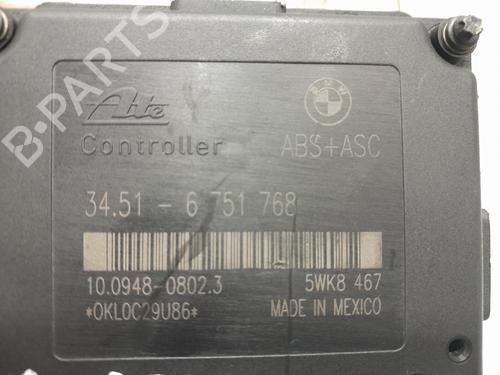 B-PARTS
Ate
Controller
ABS+ASC
34.51 - 6 751 768
10.0948-0802.3
5WK8 467
*OKLOC29U86*
MADE IN MEXICO